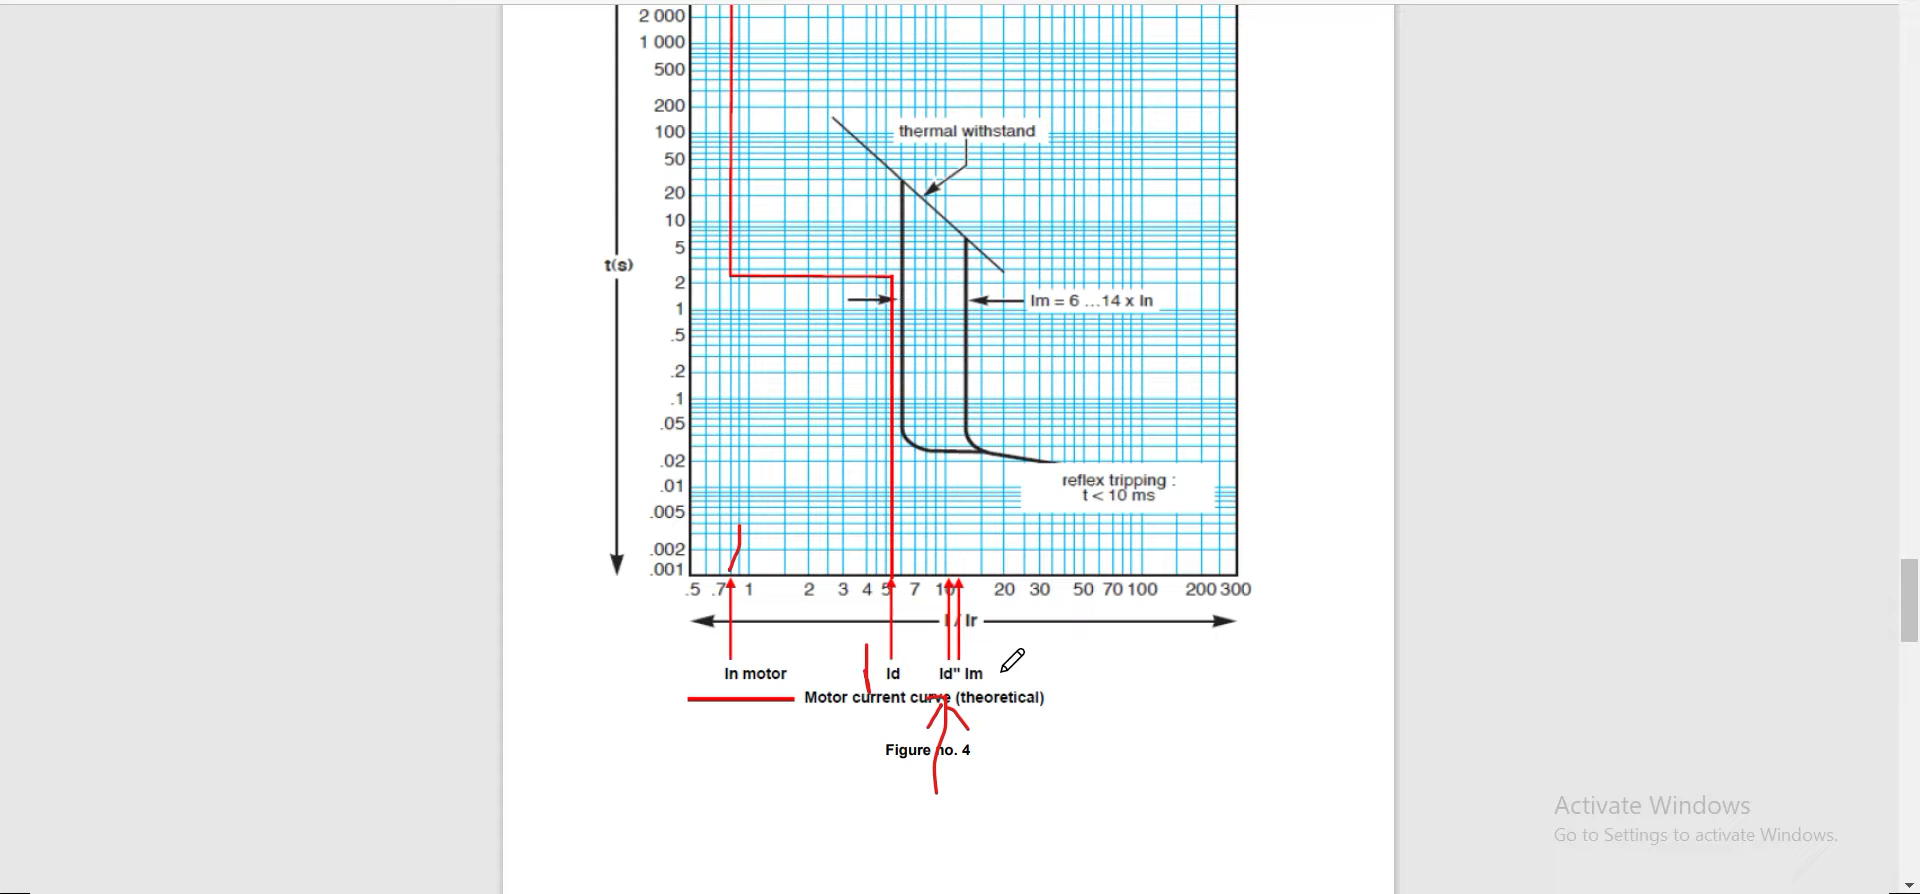 2 000
1 000
500
200
100
thermal withstand
50
20
10
5
t(s)
2
Im = 6 ...14 x In
1
.5
.2
.1
.05
.02
.01
reflex tripping :
t < 10 ms
.005
.002
.001
.5 .7 1 2 3 4 5 7 10 20 30 50 70 100 200 300
I / Ir
In motor Id Id" Im
Motor current curve (theoretical)
Figure no. 4
Activate Windows
Go to Settings to activate Windows.